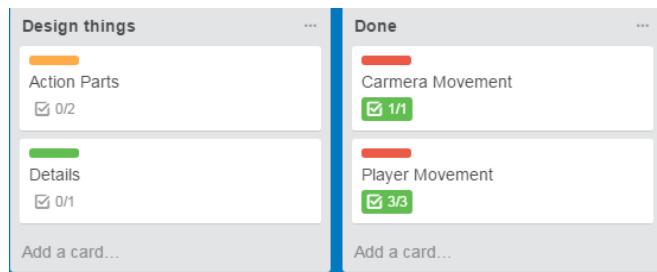 Design things
Action Parts
0/2
Details
0/1
Add a card...
Done
Carmera Movement
1/1
Player Movement
3/3
Add a card...